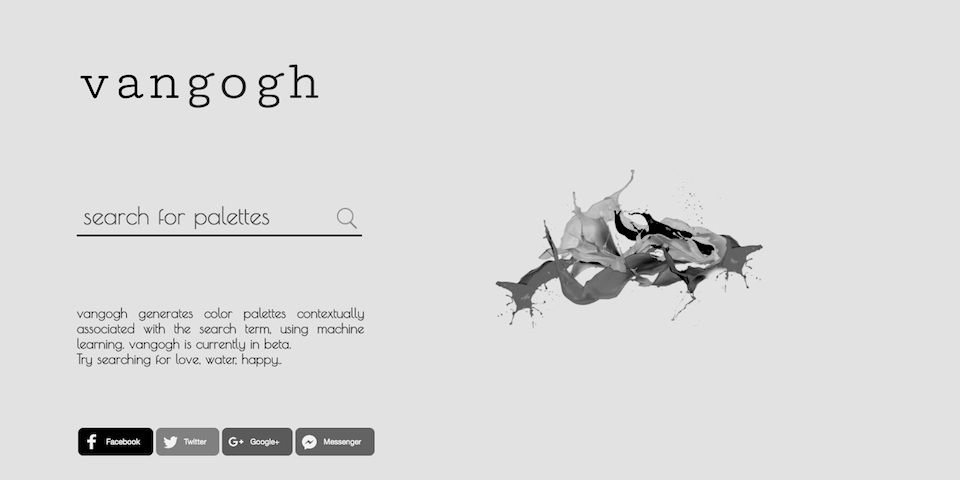 vangogh
search for palettes
vangogh generates color palettes contextually
associated with the search term, using machine
learning. vangogh is currently in beta.
Try searching for love, water, happy..
Facebook
Twitter
Google+
Messenger